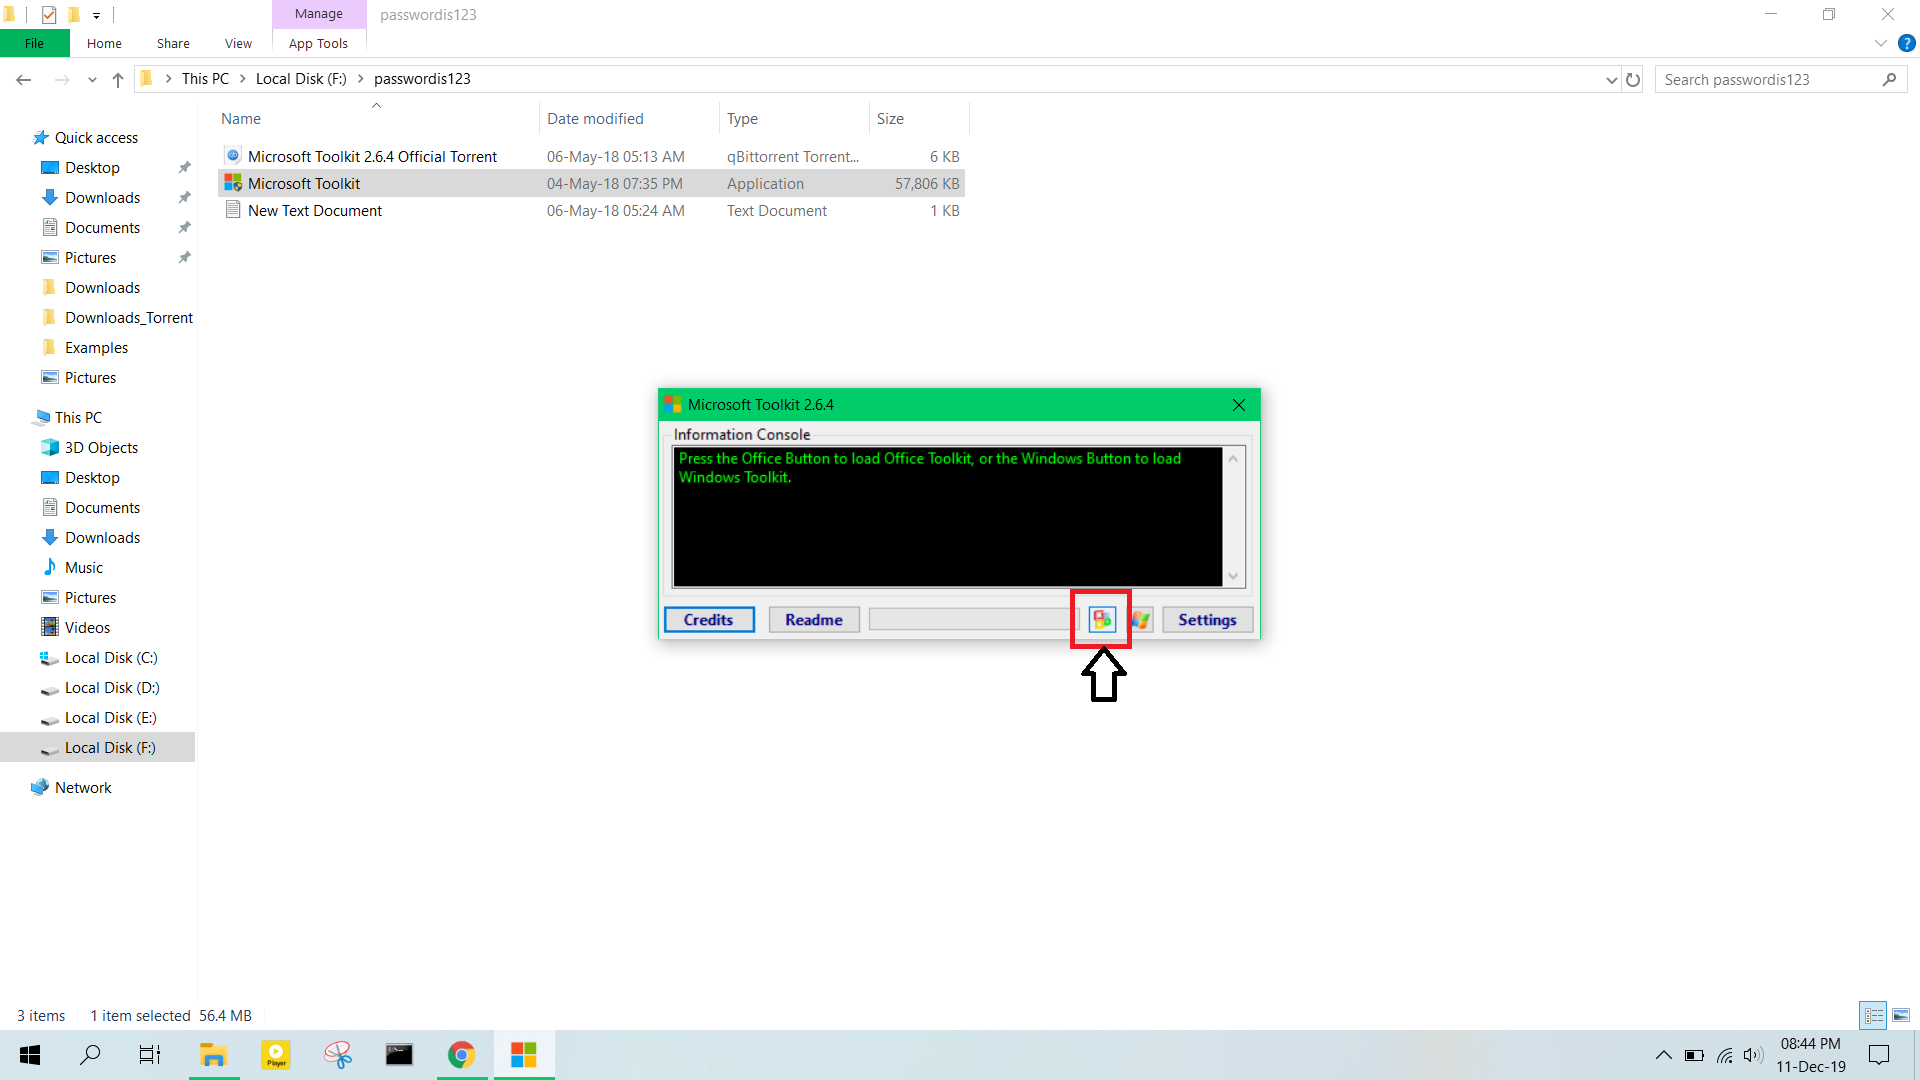 Manage
passwordis123
File
Home
Share
View
App Tools
This PC
Local Disk (F:)
passwordis123
Search passwordis123
Name
Date modified
Type
Size
Microsoft Toolkit 2.6.4 Official Torrent
06-May-18 05:13 AM
qBittorrent Torrent...
6 KB
Microsoft Toolkit
04-May-18 07:35 PM
Application
57,806 KB
New Text Document
06-May-18 05:24 AM
Text Document
1 KB
Quick access
Desktop
Downloads
Documents
Pictures
Downloads
Downloads_Torrent
Examples
Pictures
This PC
3D Objects
Desktop
Documents
Downloads
Music
Pictures
Videos
Local Disk (C:)
Local Disk (D:)
Local Disk (E:)
Local Disk (F:)
Network
Microsoft Toolkit 2.6.4
Information Console
Press the Office Button to load Office Toolkit, or the Windows Button to load
Windows Toolkit.
Credits
Readme
Settings
3 items
1 item selected 56.4 MB
Player
08:44 PM
11-Dec-19